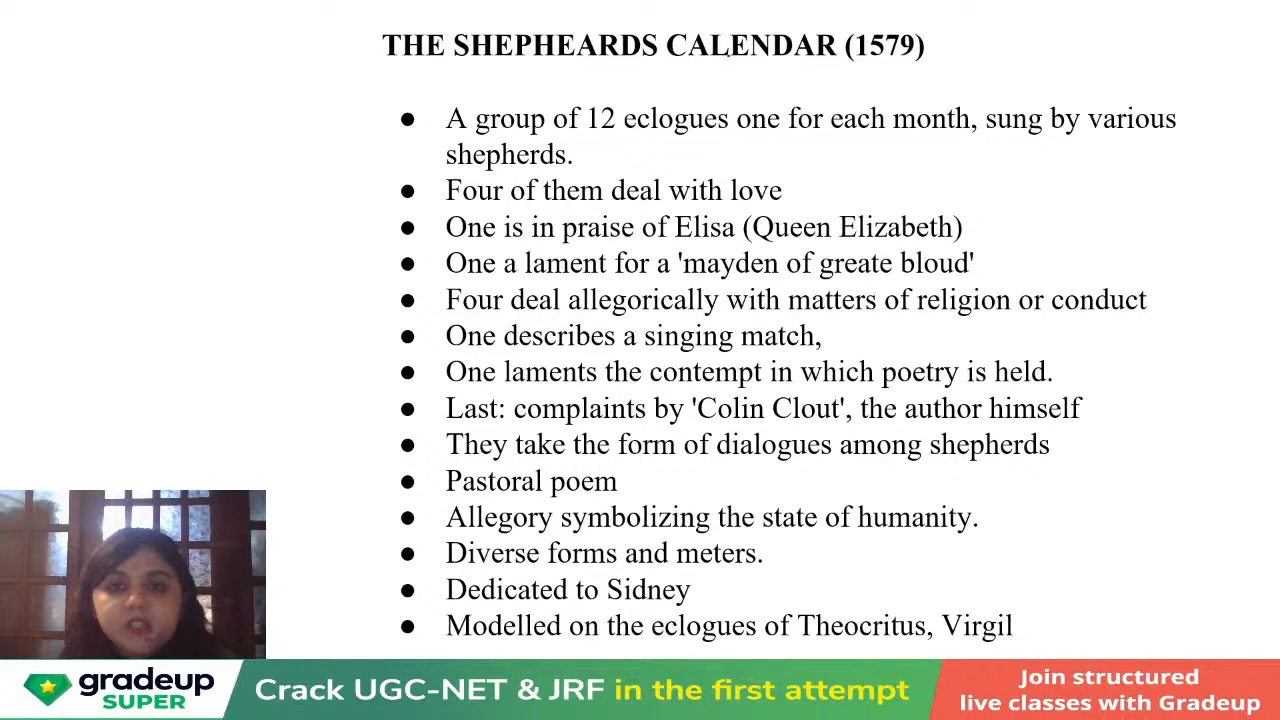 THE SHEPHEARDS CALENDAR (1579)
● A group of 12 eclogues one for each month, sung by various
shepherds.
● Four of them deal with love
● One is in praise of Elisa (Queen Elizabeth)
● One a lament for a 'mayden of greate bloud'
● Four deal allegorically with matters of religion or conduct
● One describes a singing match,
● One laments the contempt in which poetry is held.
● Last: complaints by 'Colin Clout', the author himself
● They take the form of dialogues among shepherds
● Pastoral poem
● Allegory symbolizing the state of humanity.
● Diverse forms and meters.
● Dedicated to Sidney
● Modelled on the eclogues of Theocritus, Virgil
gradeup
SUPER
Crack UGC-NET & JRF in the first attempt
Join structured
live classes with Gradeup